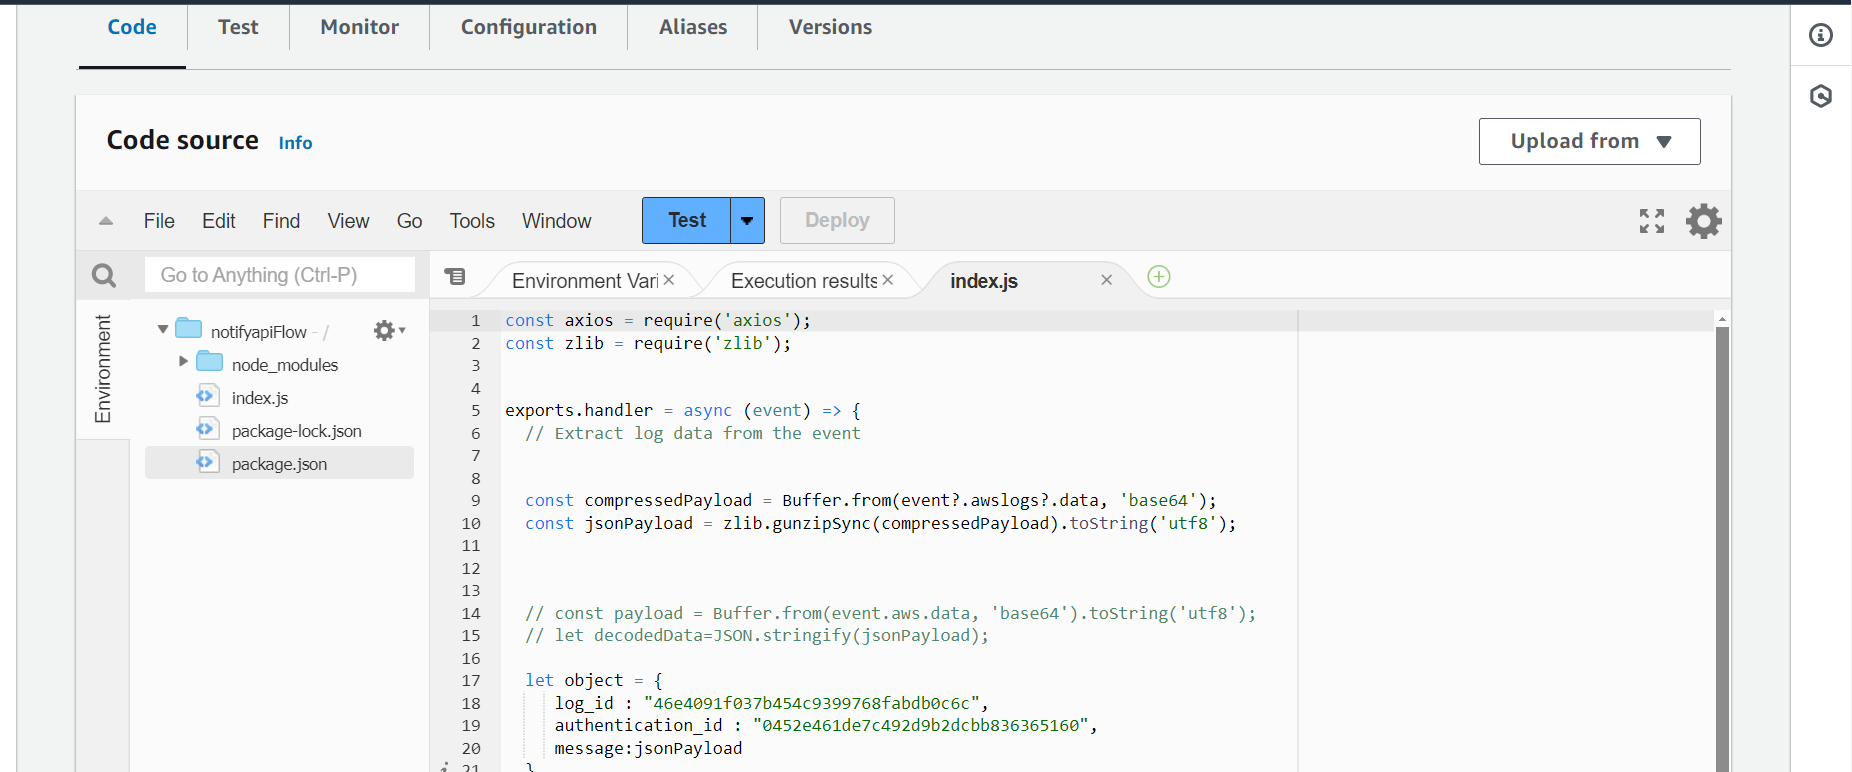 Code Test Monitor Configuration Aliases Versions
Code source Info Upload from
File Edit Find View Go Tools Window Test Deploy
Go to Anything (Ctrl-P) Environment Vari Execution results index.js
Environment
notifyapiFlow - /
node_modules
index.js
package-lock.json
package.json
1 const axios = require('axios');
2 const zlib = require('zlib');
3
4
5 exports.handler = async (event) => {
6 // Extract log data from the event
7
8
9 const compressedPayload = Buffer.from(event?.awslogs?.data, 'base64');
10 const jsonPayload = zlib.gunzipSync(compressedPayload).toString('utf8');
11
12
13
14 // const payload = Buffer.from(event.aws.data, 'base64').toString('utf8');
15 // let decodedData=JSON.stringify(jsonPayload);
16
17 let object = {
18 log_id : "46e4091f037b454c9399768fabdb0c6c",
19 authentication_id : "0452e461de7c492d9b2dcbb836365160",
20 message:jsonPayload
21 }